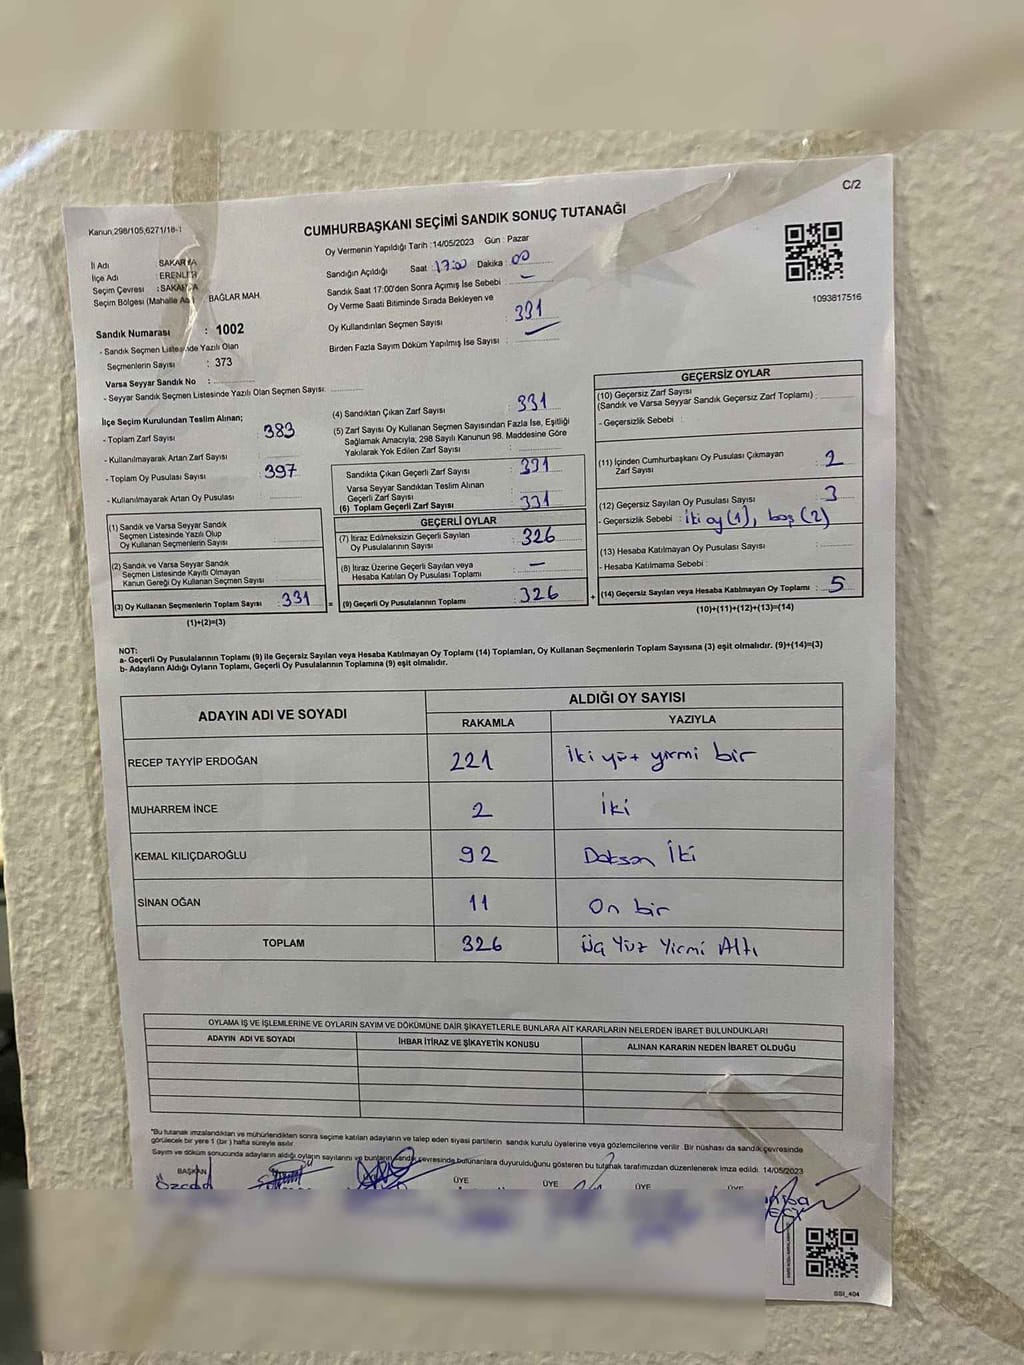 C/2
Kanun;298/105,6271/18-1
CUMHURBAŞKANI SEÇİMİ SANDIK SONUÇ TUTANAĞI
Oy Vermenin Yapıldığı Tarih :14/05/2023 Gün : Pazar
İl Adı SAKARYA
İlçe Adı : ERENLER
Seçim Çevresi : SAKARYA
Seçim Bölgesi (Mahalle Adı BAĞLAR MAH.
Sandığın Açıldığı Saat 17:00 Dakika : 00
Sandık Saat 17:00'den Sonra Açımış İse Sebebi : —
Oy Verme Saati Bitiminde Sırada Bekleyen ve
Oy Kullandırılan Seçmen Sayısı : 331
Birden Fazla Sayım Döküm Yapılmış İse Sayısı :
1093817516
Sandık Numarası : 1002
- Sandık Seçmen Listesinde Yazılı Olan
Seçmenlerin Sayısı : 373
Varsa Seyyar Sandık No :
- Seyyar Sandık Seçmen Listesinde Yazılı Olan Seçmen Sayısı:
İlçe Seçim Kurulundan Teslim Alınan;
- Toplam Zarf Sayısı : 383
- Kullanılmayarak Artan Zarf Sayısı :
- Toplam Oy Pusulası Sayısı : 397
- Kullanılmayarak Artan Oy Pusulası :
(1) Sandık ve Varsa Seyyar Sandık
Seçmen Listesinde Yazılı Olup
Oy Kullanan Seçmenlerin Sayısı :
(2) Sandık ve Varsa Seyyar Sandık
Seçmen Listesinde Kayıtlı Olmayan
Kanun Gereği Oy Kullanan Seçmen Sayısı :
(3) Oy Kullanan Seçmenlerin Toplam Sayısı : 331 =
(1)+(2)=(3)
(4) Sandıktan Çıkan Zarf Sayısı : 331
(5) Zarf Sayısı Oy Kullanan Seçmen Sayısından Fazla İse, Eşitliği
Sağlamak Amacıyla, 298 Sayılı Kanunun 98. Maddesine Göre
Yakılarak Yok Edilen Zarf Sayısı :
Sandıkta Çıkan Geçerli Zarf Sayısı : 331
Varsa Seyyar Sandıktan Teslim Alınan
Geçerli Zarf Sayısı :
(6) Toplam Geçerli Zarf Sayısı : 331
GEÇERLİ OYLAR
(7) İtiraz Edilmeksizin Geçerli Sayılan
Oy Pusulalarının Sayısı : 326
(8) İtiraz Üzerine Geçerli Sayılan veya
Hesaba Katılan Oy Pusulası Toplamı : —
(9) Geçerli Oy Pusulalarının Toplamı : 326 +
GEÇERSİZ OYLAR
(10) Geçersiz Zarf Sayısı
(Sandık ve Varsa Seyyar Sandık Geçersiz Zarf Toplamı) :
- Geçersizlik Sebebi :
(11) İçinden Cumhurbaşkanı Oy Pusulası Çıkmayan
Zarf Sayısı : 2
(12) Geçersiz Sayılan Oy Pusulası Sayısı : 3
- Geçersizlik Sebebi : İki oy (1), boş (2)
(13) Hesaba Katılmayan Oy Pusulası Sayısı :
- Hesaba Katılmama Sebebi :
(14) Geçersiz Sayılan veya Hesaba Katılmayan Oy Toplamı : 5
(10)+(11)+(12)+(13)=(14)
NOT:
a- Geçerli Oy Pusulalarının Toplamı (9) ile Geçersiz Sayılan veya Hesaba Katılmayan Oy Toplamı (14) Toplamları, Oy Kullanan Seçmenlerin Toplam Sayısına (3) eşit olmalıdır. (9)+(14)=(3)
b- Adayların Aldığı Oyların Toplamı, Geçerli Oy Pusulalarının Toplamına (9) eşit olmalıdır.
ADAYIN ADI VE SOYADI ALDIĞI OY SAYISI
RAKAMLA YAZIYLA
RECEP TAYYİP ERDOĞAN 221 İki yüz yirmi bir
MUHARREM İNCE 2 İki
KEMAL KILIÇDAROĞLU 92 Doksan İki
SİNAN OĞAN 11 On bir
TOPLAM 326 Üç Yüz Yirmi Altı
OYLAMA İŞ VE İŞLEMLERİNE VE OYLARIN SAYIM VE DÖKÜMÜNE DAİR ŞİKAYETLERLE BUNLARA AİT KARARLARIN NELERDEN İBARET BULUNDUKLARI
ADAYIN ADI VE SOYADI İHBAR İTİRAZ VE ŞİKAYETİN KONUSU ALINAN KARARIN NEDEN İBARET OLDUĞU
"Bu tutanak imzalandıktan ve mühürlendikten sonra seçime katılan adayların ve talep eden siyasi partilerin sandık kurulu üyelerine veya gözlemcilerine verilir. Bir nüshası da sandık çevresinde
görülecek bir yere 1 (bir ) hafta süreyle asılır.
Sayım ve döküm sonucunda adayların aldığı oyların sayılarını ve bunların sandık çevresinde bulunanlara duyurulduğunu gösteren bu tutanak tarafımızdan düzenlenerek imza edildi. 14/05/2023
BAŞKAN ÜYE ÜYE ÜYE ÜYE
SSI_404